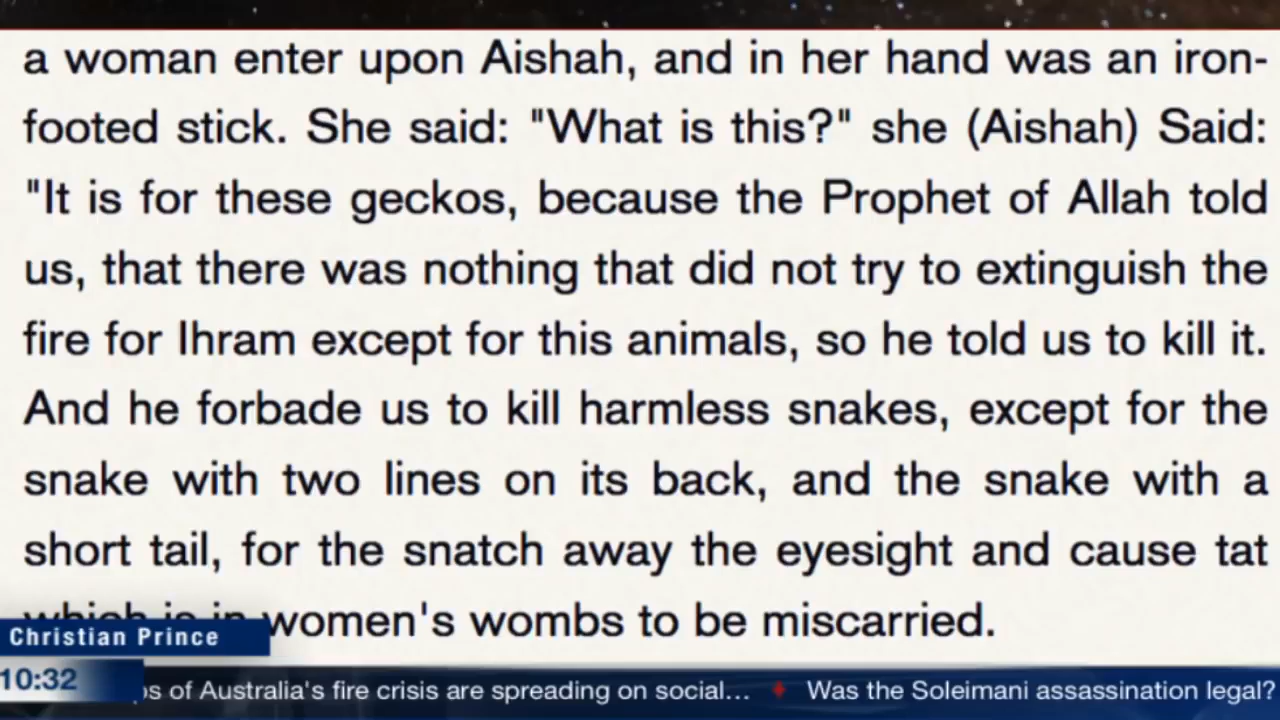 a woman enter upon Aishah, and in her hand was an iron-
footed stick. She said: "What is this?" she (Aishah) Said:
"It is for these geckos, because the Prophet of Allah told
us, that there was nothing that did not try to extinguish the
fire for Ihram except for this animals, so he told us to kill it.
And he forbade us to kill harmless snakes, except for the
snake with two lines on its back, and the snake with a
short tail, for the snatch away the eyesight and cause tat
which is in women's wombs to be miscarried.
Christian Prince
10:32
of Australia's fire crisis are spreading on social... Was the Soleimani assassination legal?